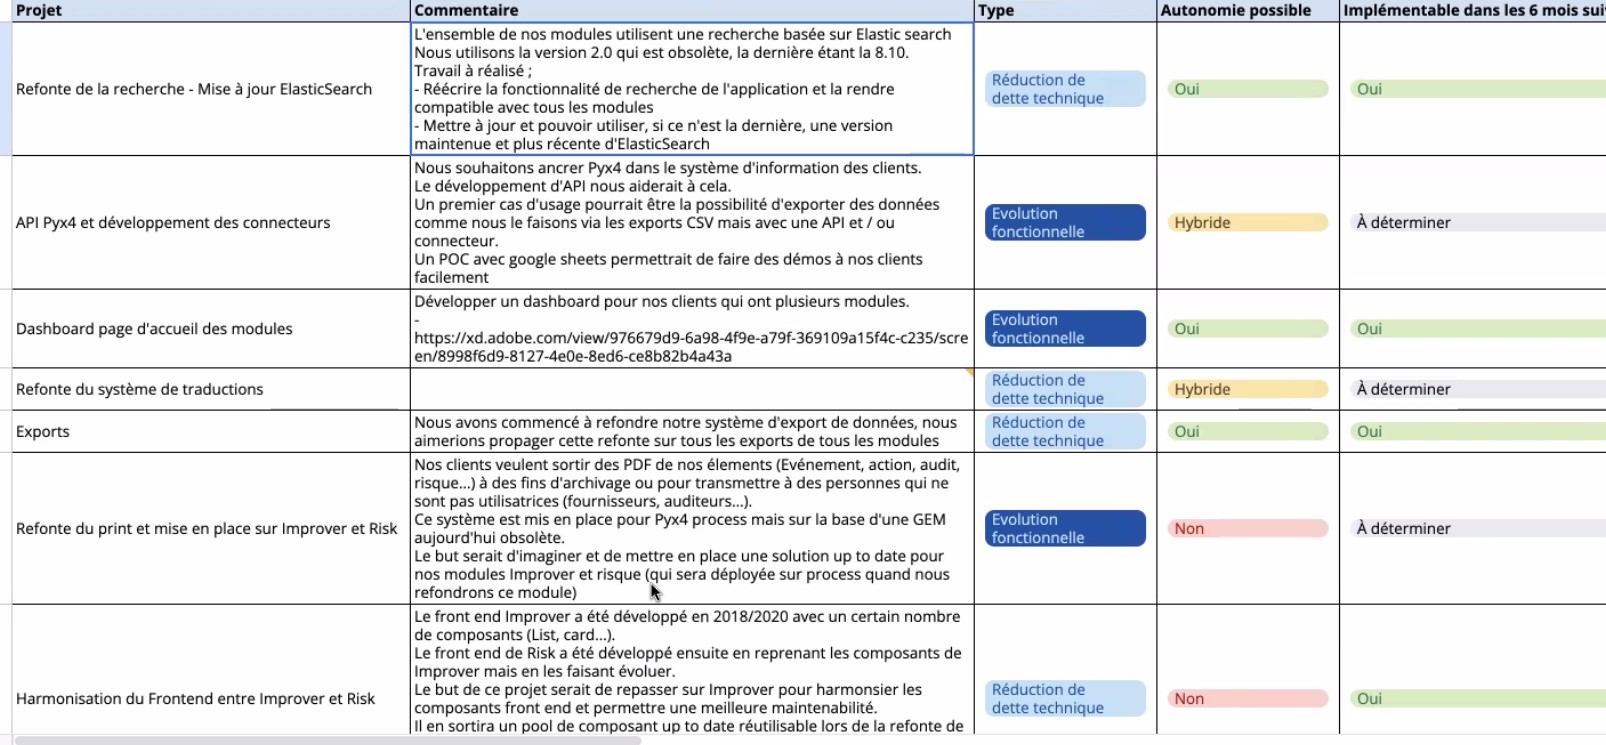 Projet
Commentaire
Type
Autonomie possible
Implémentable dans les 6 mois sui
Refonte de la recherche - Mise à jour ElasticSearch
L'ensemble de nos modules utilisent une recherche basée sur Elastic search
Nous utilisons la version 2.0 qui est obsolète, la dernière étant la 8.10.
Travail à réalisé ;
- Réécrire la fonctionnalité de recherche de l'application et la rendre
compatible avec tous les modules
- Mettre à jour et pouvoir utiliser, si ce n'est la dernière, une version
maintenue et plus récente d'ElasticSearch
Réduction de
dette technique
Oui
Oui
API Pyx4 et développement des connecteurs
Nous souhaitons ancrer Pyx4 dans le système d'information des clients.
Le développement d'API nous aiderait à cela.
Un premier cas d'usage pourrait être la possibilité d'exporter des données
comme nous le faisons via les exports CSV mais avec une API et / ou
connecteur.
Un POC avec google sheets permettrait de faire des démos à nos clients
facilement
Evolution
fonctionnelle
Hybride
À déterminer
Dashboard page d'accueil des modules
Développer un dashboard pour nos clients qui ont plusieurs modules.
-
https://xd.adobe.com/view/976679d9-6a98-4f9e-a79f-369109a15f4c-c235/scre
en/8998f6d9-8127-4e0e-8ed6-ce8b82b4a43a
Evolution
fonctionnelle
Oui
Oui
Refonte du système de traductions
Réduction de
dette technique
Hybride
À déterminer
Exports
Nous avons commencé à refondre notre système d'export de données, nous
aimerions propager cette refonte sur tous les exports de tous les modules
Réduction de
dette technique
Oui
Oui
Refonte du print et mise en place sur Improver et Risk
Nos clients veulent sortir des PDF de nos élements (Evénement, action, audit,
risque...) à des fins d'archivage ou pour transmettre à des personnes qui ne
sont pas utilisatrices (fournisseurs, auditeurs...).
Ce système est mis en place pour Pyx4 process mais sur la base d'une GEM
aujourd'hui obsolète.
Le but serait d'imaginer et de mettre en place une solution up to date pour
nos modules Improver et risque (qui sera déployée sur process quand nous
refondrons ce module)
Evolution
fonctionnelle
Non
À déterminer
Harmonisation du Frontend entre Improver et Risk
Le front end Improver a été développé en 2018/2020 avec un certain nombre
de composants (List, card...).
Le front end de Risk a été développé ensuite en reprenant les composants de
Improver mais en les faisant évoluer.
Le but de ce projet serait de repasser sur Improver pour harmonsier les
composants front end et permettre une meilleure maintenabilité.
Il en sortira un pool de composant up to date réutilisable lors de la refonte de
Réduction de
dette technique
Non
Oui